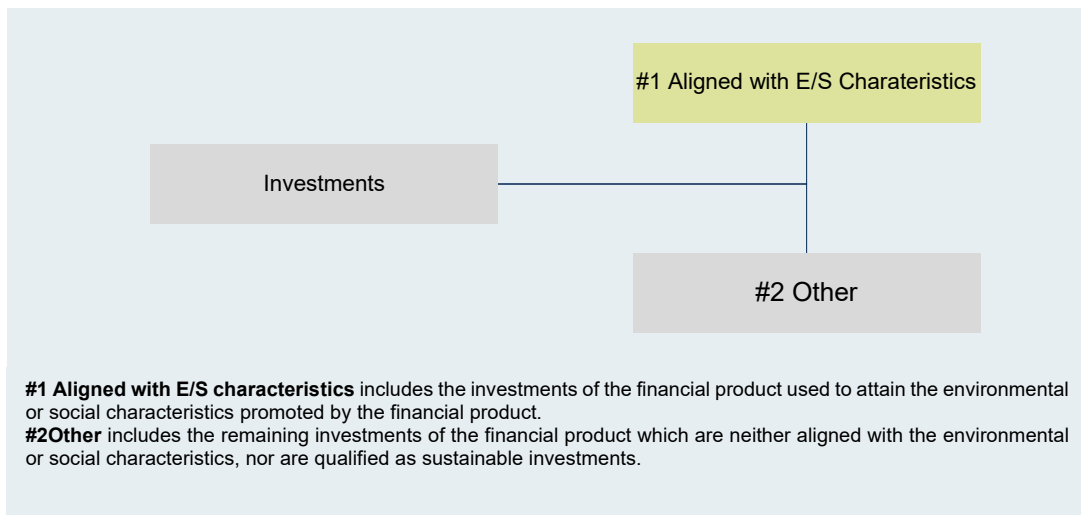 #1 Aligned with E/S Charateristics
Investments
#2 Other
#1 Aligned with E/S characteristics includes the investments of the financial product used to attain the environmental
or social characteristics promoted by the financial product.
#2Other includes the remaining investments of the financial product which are neither aligned with the environmental
or social characteristics, nor are qualified as sustainable investments.